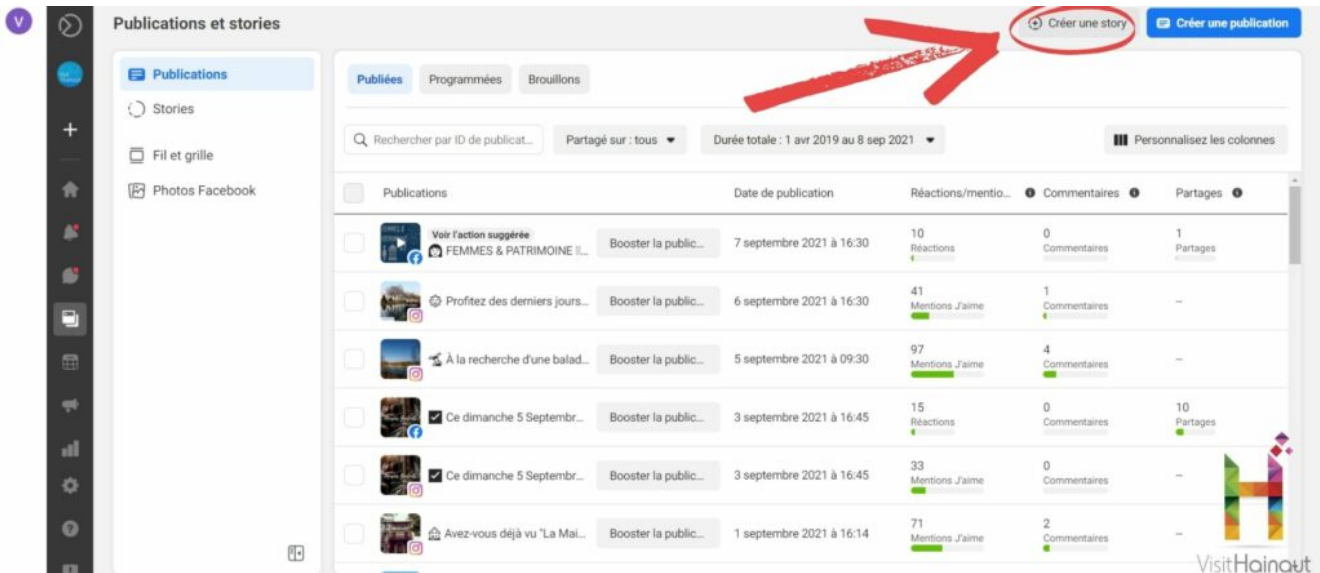 V
Publications et stories
Créer une story
Créer une publication
Publications
Stories
Fil et grille
Photos Facebook
Publiées Programmées Brouillons
Rechercher par ID de publicat... Partagé sur : tous Durée totale : 1 avr 2019 au 8 sep 2021 Personnalisez les colonnes
Publications Date de publication Réactions/mentio... Commentaires Partages
Voir l'action suggérée
FEMMES & PATRIMOINE ... Booster la public... 7 septembre 2021 à 16:30 10 0 1
Réactions Commentaires Partages
Profitez des derniers jours... Booster la public... 6 septembre 2021 à 16:30 41 1 --
Mentions J'aime Commentaires
À la recherche d'une balad... Booster la public... 5 septembre 2021 à 09:30 97 4 --
Mentions J'aime Commentaires
Ce dimanche 5 Septembr... Booster la public... 3 septembre 2021 à 16:45 15 0 10
Réactions Commentaires Partages
Ce dimanche 5 Septembr... Booster la public... 3 septembre 2021 à 16:45 33 0 --
Mentions J'aime Commentaires
Avez-vous déjà vu "La Mai... Booster la public... 1 septembre 2021 à 16:14 71 2 --
Mentions J'aime Commentaires
VisitHainaut